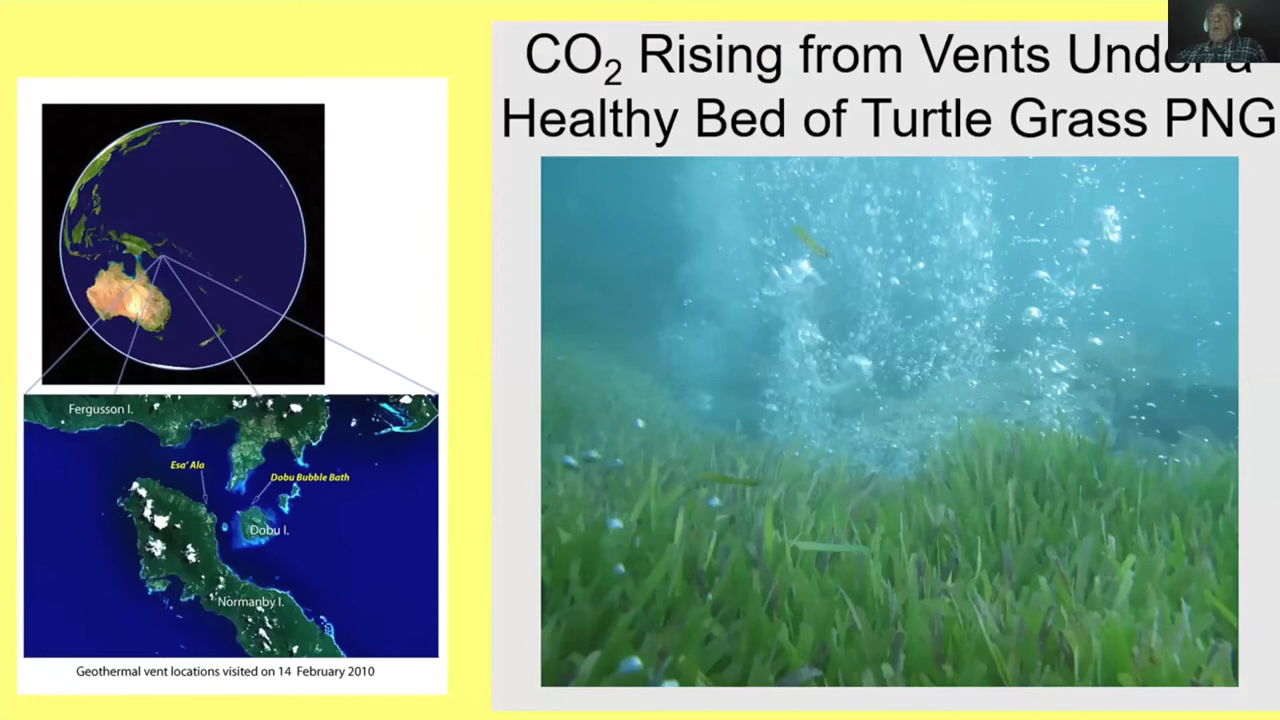 CO₂ Rising from Vents Under a
Healthy Bed of Turtle Grass PNG
Fergusson I.
Esa' Ala
Dobu Bubble Bath
Dobu I.
Normanby I.
Geothermal vent locations visited on 14 February 2010